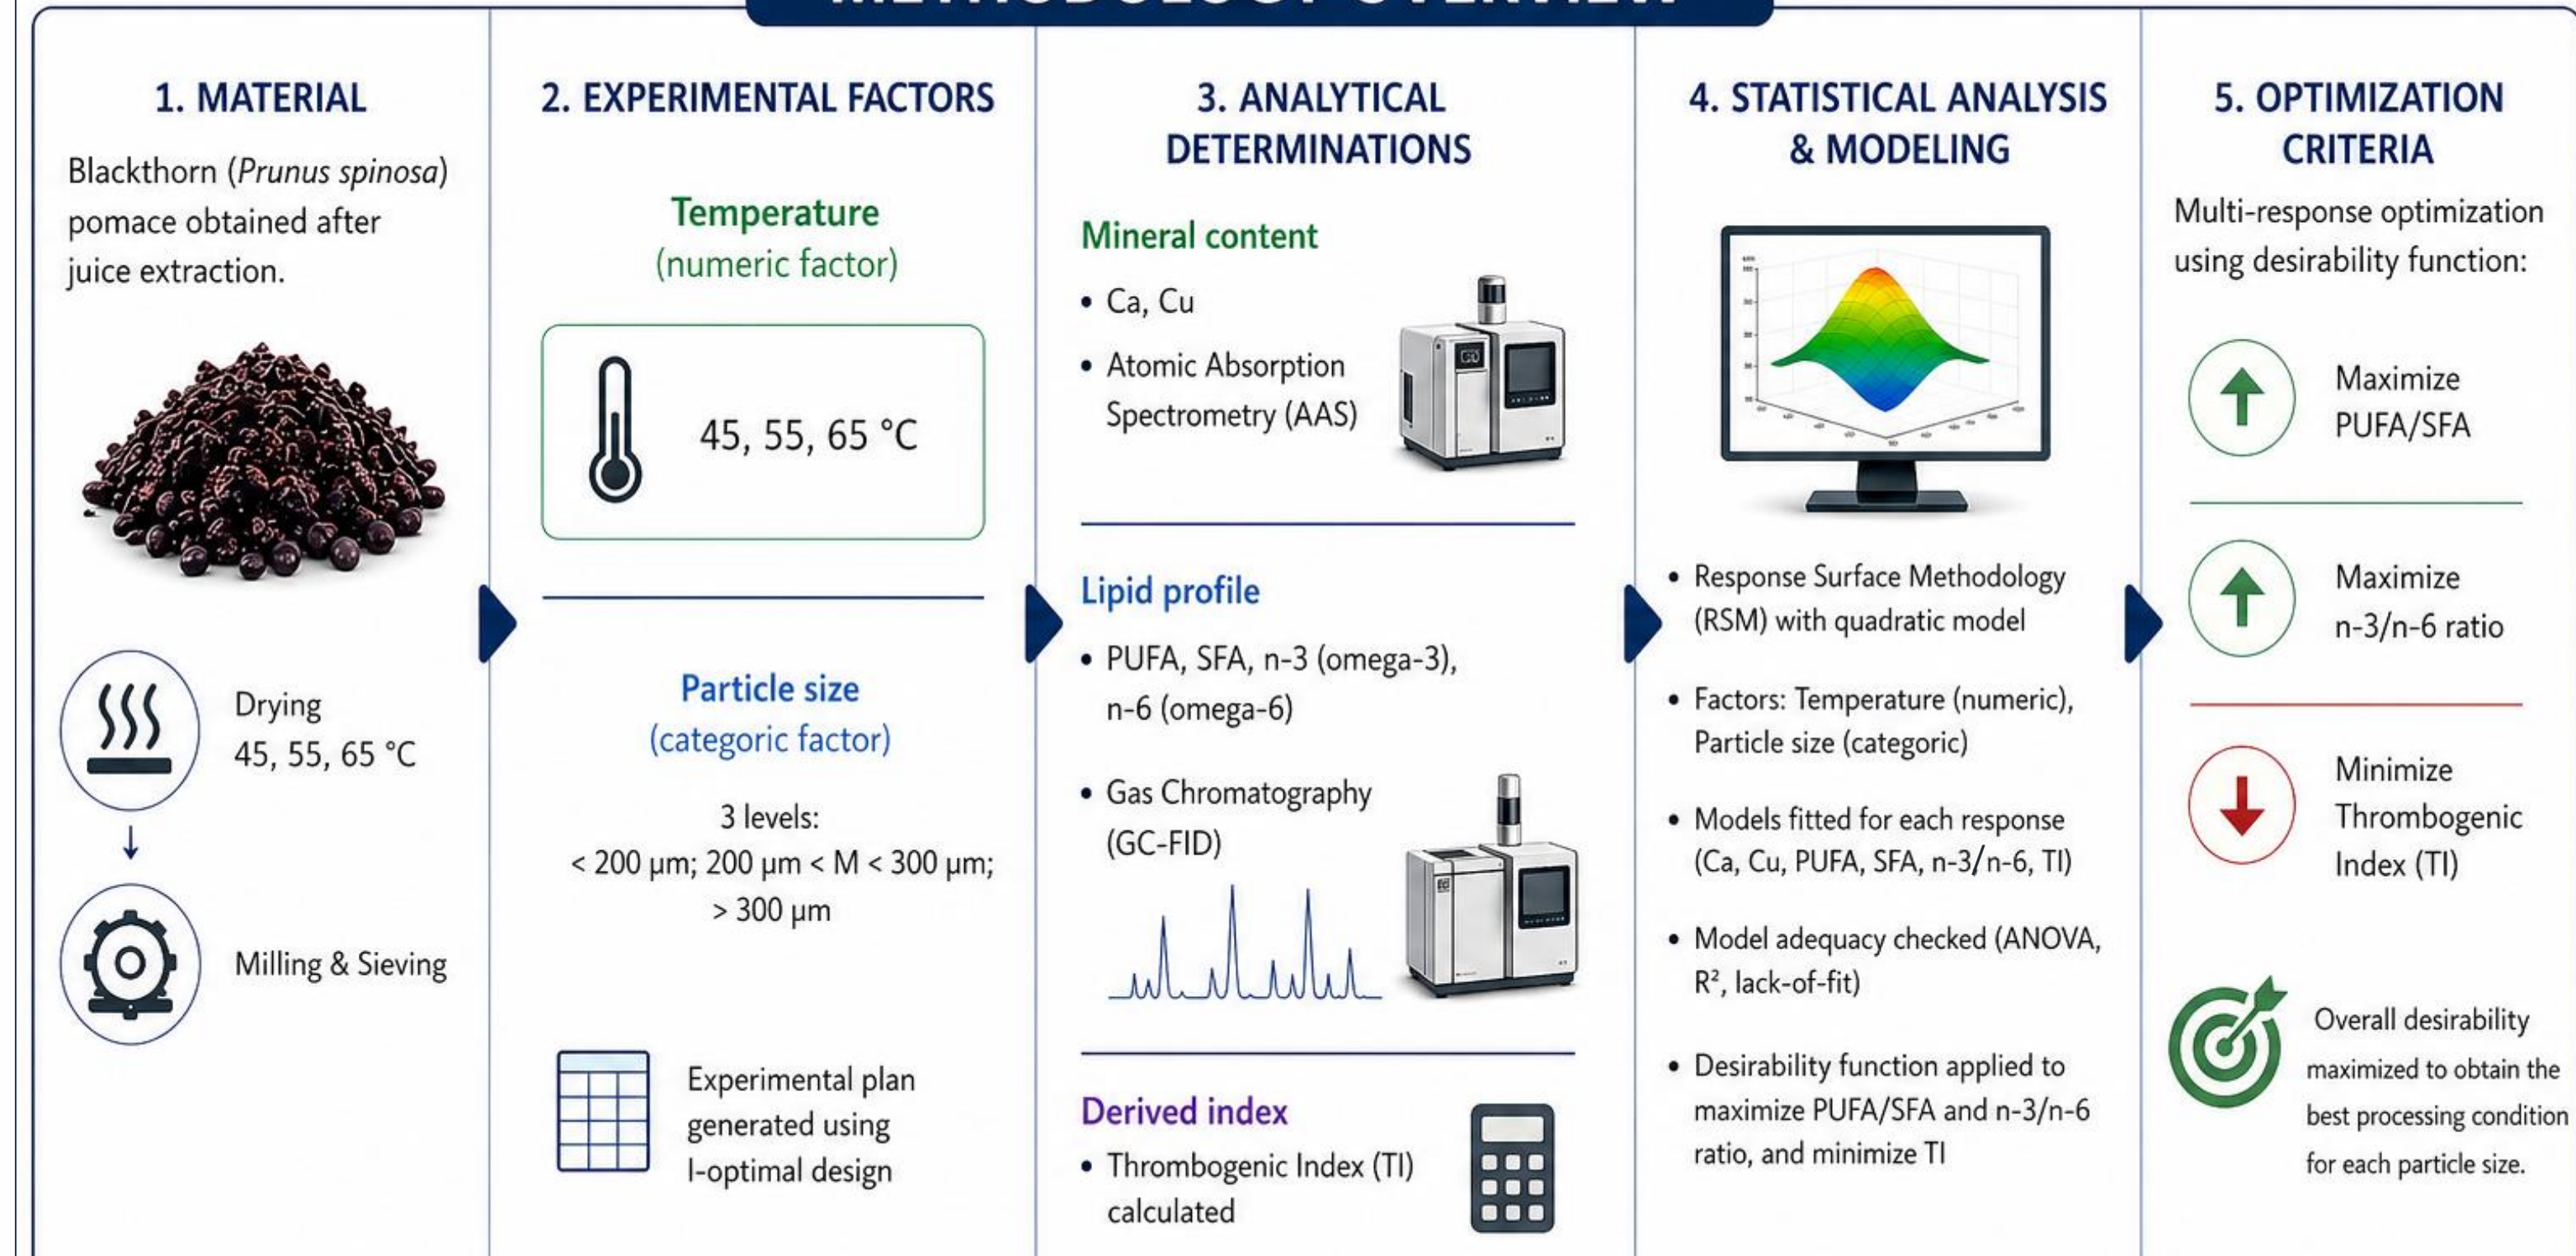 METHODOLOGY OVERVIEW
1. MATERIAL
Blackthorn (Prunus spinosa)
pomace obtained after
juice extraction.
Drying
45, 55, 65 °C
Milling & Sieving
2. EXPERIMENTAL FACTORS
Temperature
(numeric factor)
45, 55, 65 °C
Particle size
(categoric factor)
3 levels:
< 200 µm; 200 µm < M < 300 µm;
> 300 µm
Experimental plan
generated using
I-optimal design
3. ANALYTICAL
DETERMINATIONS
Mineral content
• Ca, Cu
• Atomic Absorption
Spectrometry (AAS)
Lipid profile
• PUFA, SFA, n-3 (omega-3),
n-6 (omega-6)
• Gas Chromatography
(GC-FID)
Derived index
• Thrombogenic Index (TI)
calculated
4. STATISTICAL ANALYSIS
& MODELING
• Response Surface Methodology
(RSM) with quadratic model
• Factors: Temperature (numeric),
Particle size (categoric)
• Models fitted for each response
(Ca, Cu, PUFA, SFA, n-3/n-6, TI)
• Model adequacy checked (ANOVA,
R², lack-of-fit)
• Desirability function applied to
maximize PUFA/SFA and n-3/n-6
ratio, and minimize TI
5. OPTIMIZATION
CRITERIA
Multi-response optimization
using desirability function:
Maximize
PUFA/SFA
Maximize
n-3/n-6 ratio
Minimize
Thrombogenic
Index (TI)
Overall desirability
maximized to obtain the
best processing condition
for each particle size.